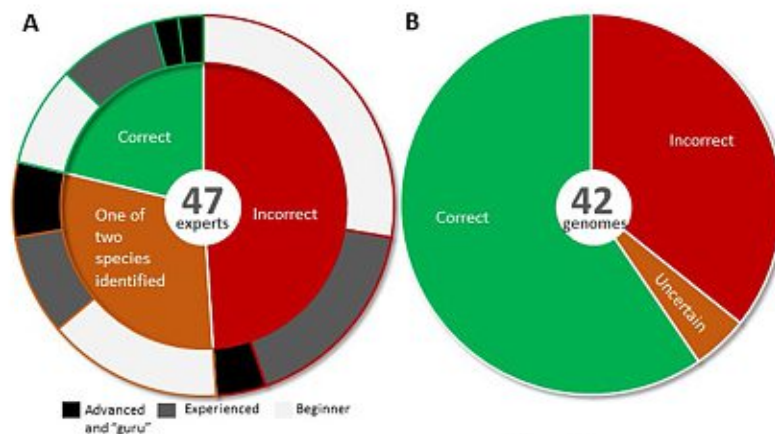 A
B
Correct
Incorrect
47
experts
One of
two
species
identified
Incorrect
Correct
42
genomes
Uncertain
Advanced
and "guru"
Experienced
Beginner